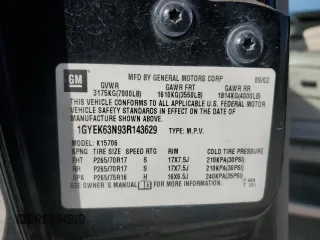 GM
MFD BY GENERAL MOTORS CORP 09/02
GVWR GAWR FRT GAWR RR
3175KG(7000LB) 1610KG(3550LB) 1814KG(4000LB)
THIS VEHICLE CONFORMS TO ALL APPLICABLE U.S. FEDERAL MOTOR
VEHICLE SAFETY STANDARDS IN EFFECT ON THE DATE OF
MANUFACTURE SHOWN ABOVE.
1GYEK63N93R143629 TYPE: M.P.V.
MODEL: K15706
KPNG TIRE SIZE SPEED RTG RIM COLD TIRE PRESSURE
FRT P265/70R17 S 17X7.5J 210KPA(30PSI)
RR P265/70R17 S 17X7.5J 210KPA(30PSI)
SPA P265/75R16 H 16X6.5J 240KPA(35PSI)
SEE OWNER'S MANUAL FOR MORE INFORMATION